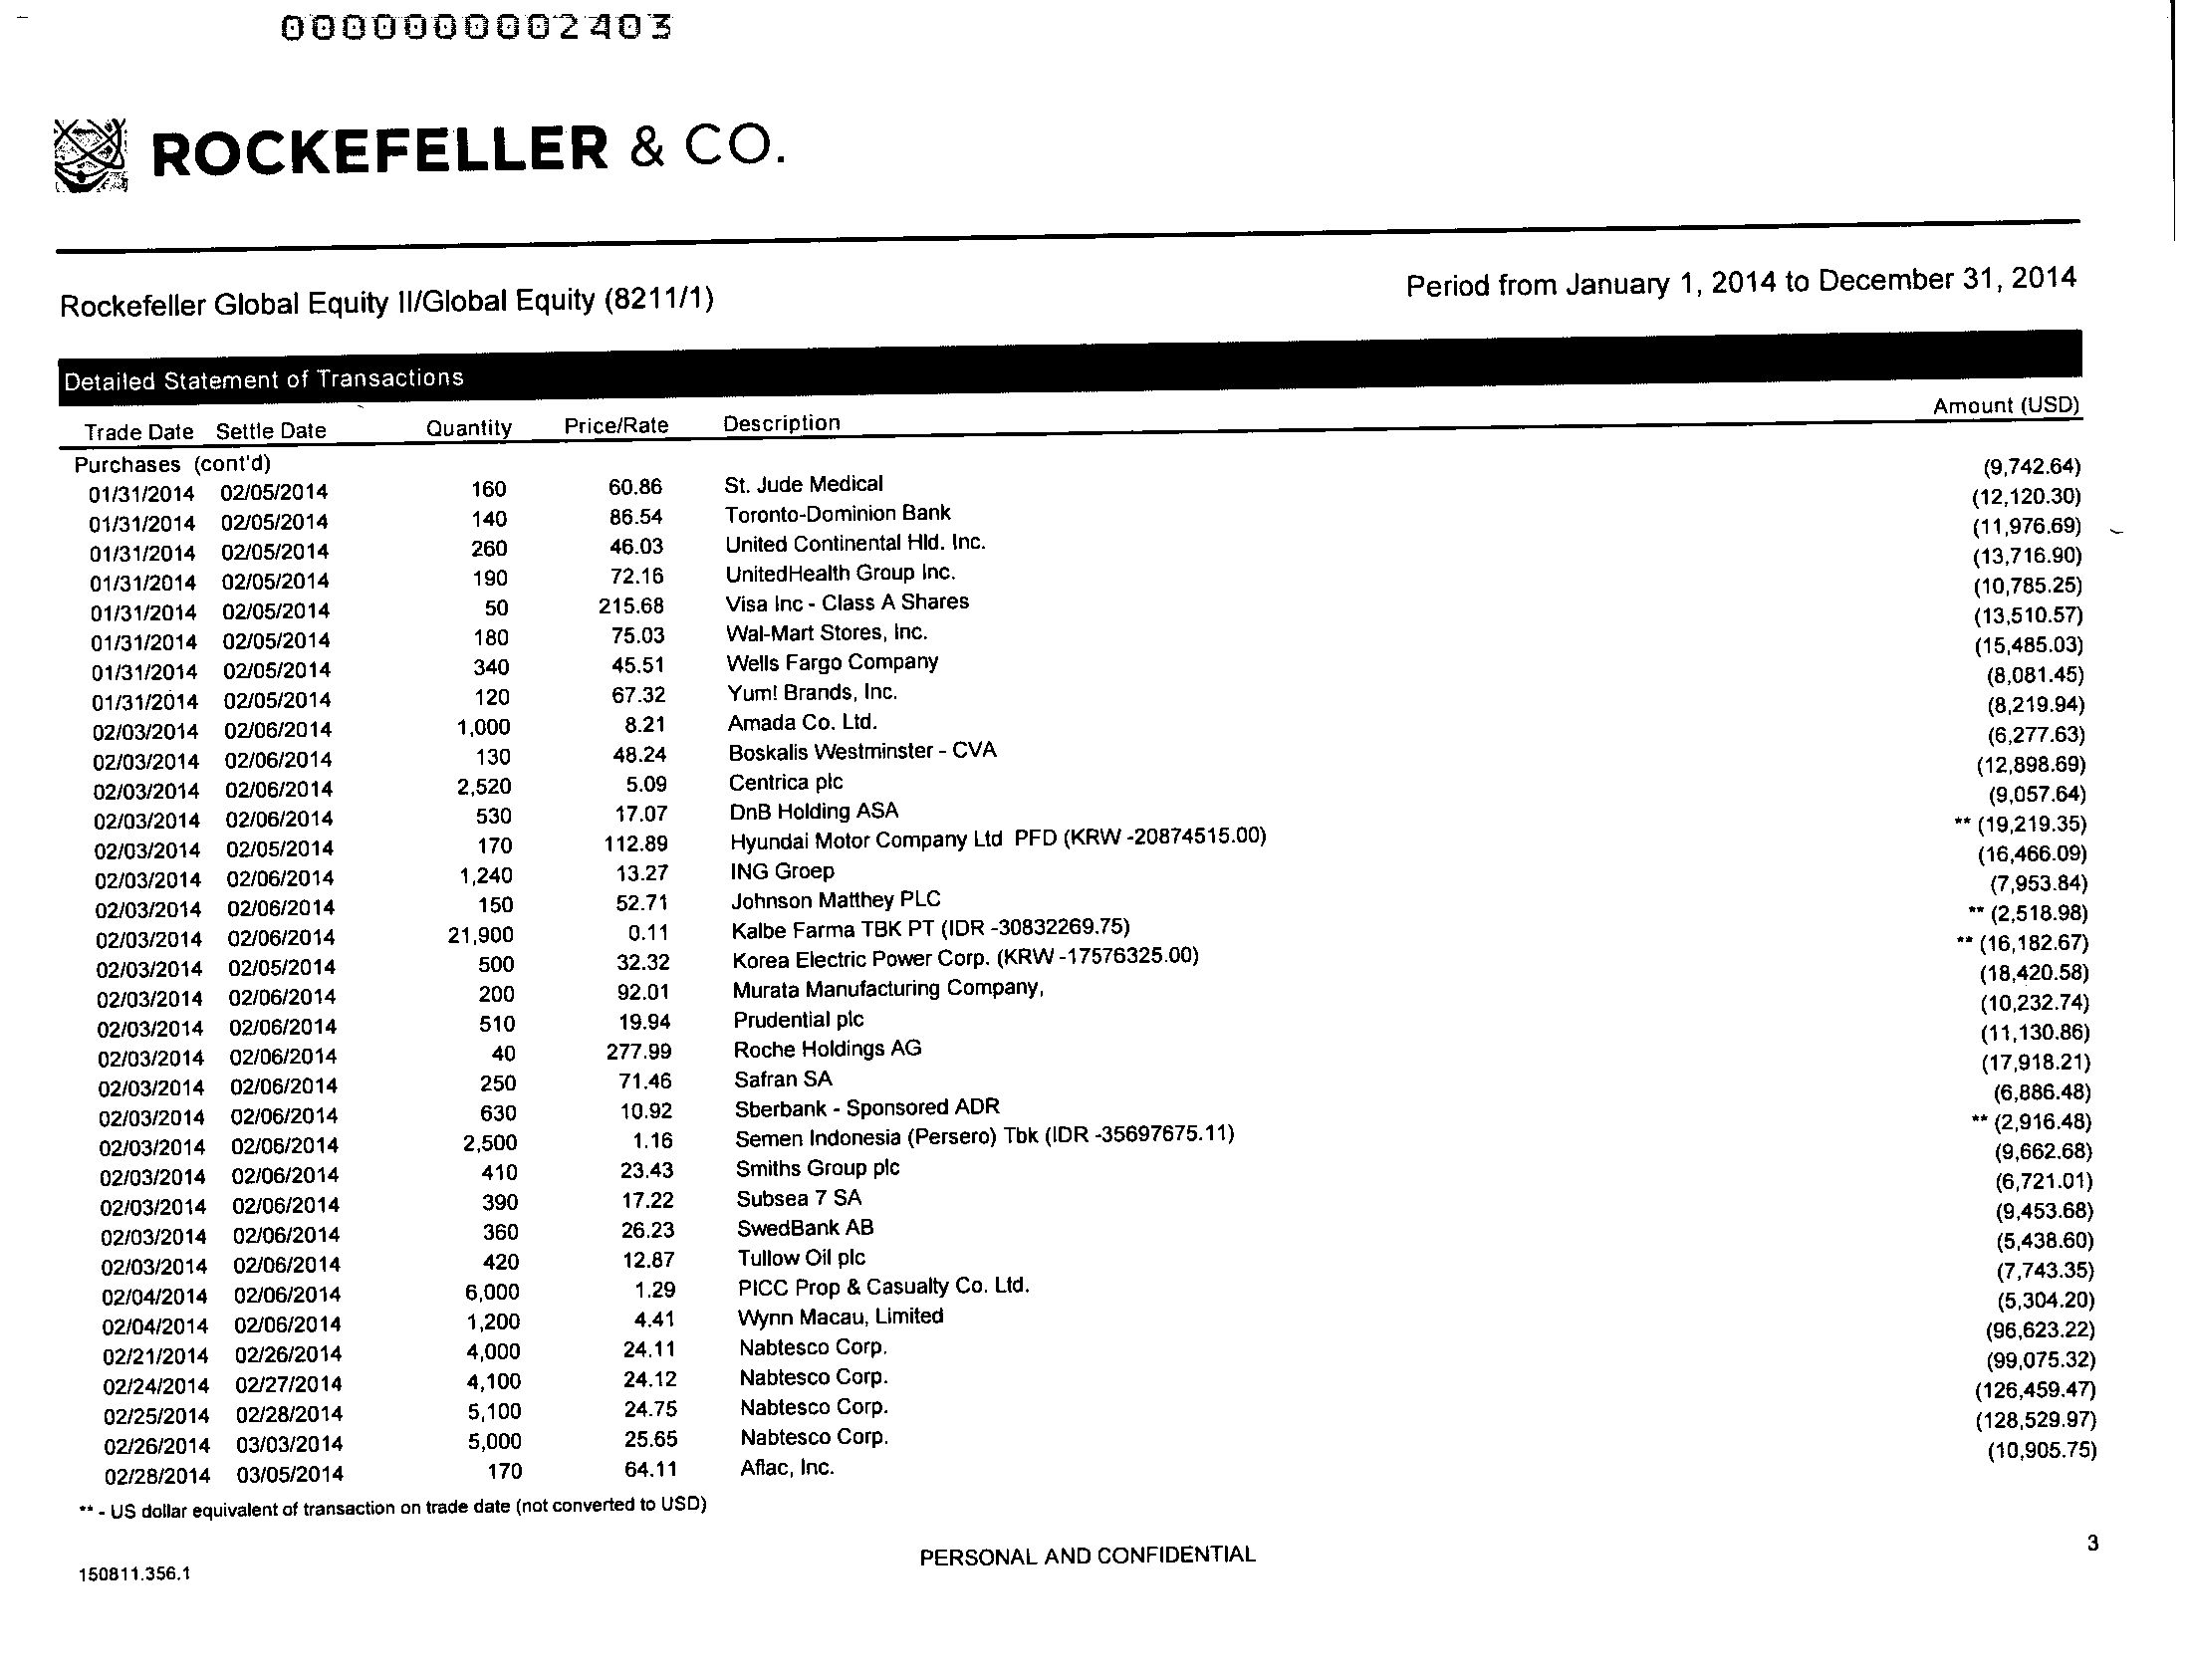 0000000002403
ROCKEFELLER & CO.
Rockefeller Global Equity II/Global Equity (8211/1) Period from January 1, 2014 to December 31, 2014
Detailed Statement of Transactions
Trade Date Settle Date Quantity Price/Rate Description Amount (USD)
Purchases (cont'd)
01/31/2014 02/05/2014 160 60.86 St. Jude Medical (9,742.64)
01/31/2014 02/05/2014 140 86.54 Toronto-Dominion Bank (12,120.30)
01/31/2014 02/05/2014 260 46.03 United Continental Hld. Inc. (11,976.69)
01/31/2014 02/05/2014 190 72.16 UnitedHealth Group Inc. (13,716.90)
01/31/2014 02/05/2014 50 215.68 Visa Inc - Class A Shares (10,785.25)
01/31/2014 02/05/2014 180 75.03 Wal-Mart Stores, Inc. (13,510.57)
01/31/2014 02/05/2014 340 45.51 Wells Fargo Company (15,485.03)
01/31/2014 02/05/2014 120 67.32 Yum! Brands, Inc. (8,081.45)
02/03/2014 02/06/2014 1,000 8.21 Amada Co. Ltd. (8,219.94)
02/03/2014 02/06/2014 130 48.24 Boskalis Westminster - CVA (6,277.63)
02/03/2014 02/06/2014 2,520 5.09 Centrica plc (12,898.69)
02/03/2014 02/06/2014 530 17.07 DnB Holding ASA (9,057.64)
02/03/2014 02/05/2014 170 112.89 Hyundai Motor Company Ltd PFD (KRW -20874515.00) ** (19,219.35)
02/03/2014 02/06/2014 1,240 13.27 ING Groep (16,466.09)
02/03/2014 02/06/2014 150 52.71 Johnson Matthey PLC (7,953.84)
02/03/2014 02/06/2014 21,900 0.11 Kalbe Farma TBK PT (IDR -30832269.75) ** (2,518.98)
02/03/2014 02/05/2014 500 32.32 Korea Electric Power Corp. (KRW -17576325.00) ** (16,182.67)
02/03/2014 02/06/2014 200 92.01 Murata Manufacturing Company, (18,420.58)
02/03/2014 02/06/2014 510 19.94 Prudential plc (10,232.74)
02/03/2014 02/06/2014 40 277.99 Roche Holdings AG (11,130.86)
02/03/2014 02/06/2014 250 71.46 Safran SA (17,918.21)
02/03/2014 02/06/2014 630 10.92 Sberbank - Sponsored ADR (6,886.48)
02/03/2014 02/06/2014 2,500 1.16 Semen Indonesia (Persero) Tbk (IDR -35697675.11) ** (2,916.48)
02/03/2014 02/06/2014 410 23.43 Smiths Group plc (9,662.68)
02/03/2014 02/06/2014 390 17.22 Subsea 7 SA (6,721.01)
02/03/2014 02/06/2014 360 26.23 SwedBank AB (9,453.68)
02/03/2014 02/06/2014 420 12.87 Tullow Oil plc (5,438.60)
02/04/2014 02/06/2014 6,000 1.29 PICC Prop & Casualty Co. Ltd. (7,743.35)
02/04/2014 02/06/2014 1,200 4.41 Wynn Macau, Limited (5,304.20)
02/21/2014 02/26/2014 4,000 24.11 Nabtesco Corp. (96,623.22)
02/24/2014 02/27/2014 4,100 24.12 Nabtesco Corp. (99,075.32)
02/25/2014 02/28/2014 5,100 24.75 Nabtesco Corp. (126,459.47)
02/26/2014 03/03/2014 5,000 25.65 Nabtesco Corp. (128,529.97)
02/28/2014 03/05/2014 170 64.11 Aflac, Inc. (10,905.75)
** - US dollar equivalent of transaction on trade date (not converted to USD)
PERSONAL AND CONFIDENTIAL 3
150811.356.1